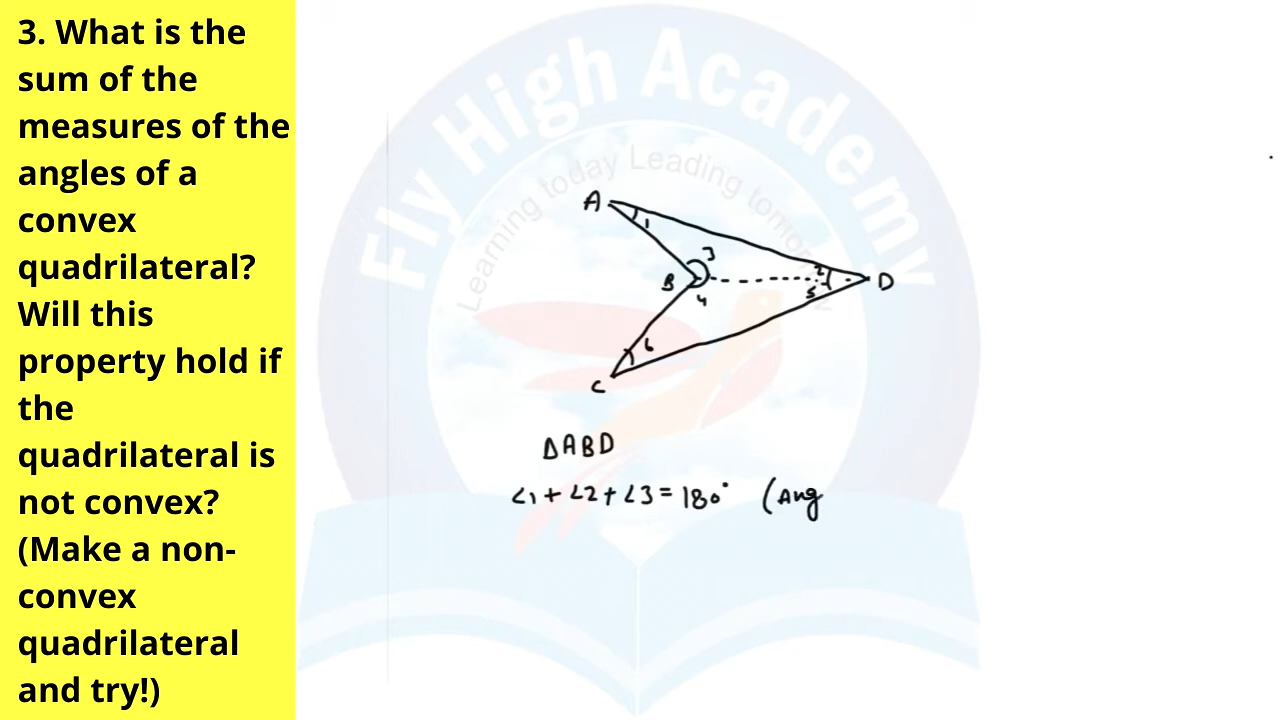 3. What is the
sum of the
measures of the
angles of a
convex
quadrilateral?
Will this
property hold if
the
quadrilateral is
not convex?
(Make a non-
convex
quadrilateral
and try!)
Fly High Academy
Learning today Leading tomorrow
A
1
3
B
2
D
5
4
6
C
ΔABD
∠1 + ∠2 + ∠3 = 180° (Ang